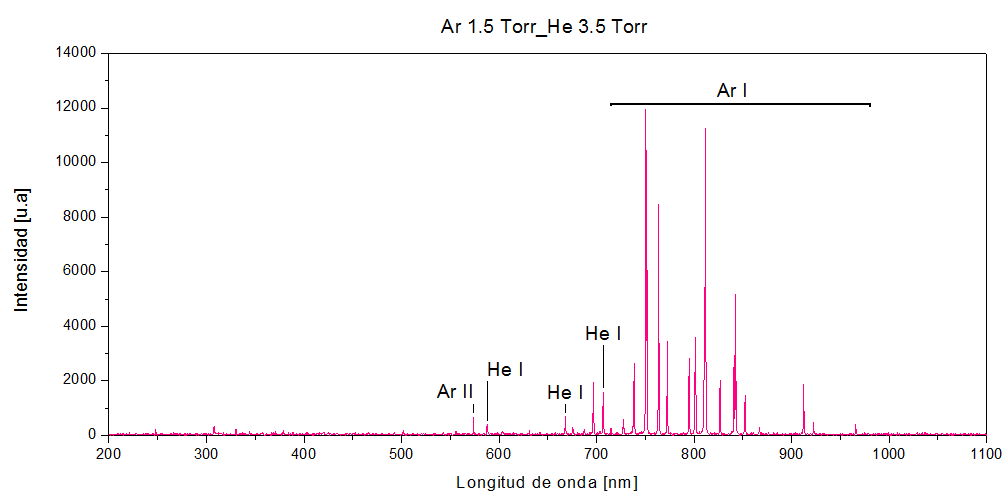 Ar 1.5 Torr_He 3.5 Torr
14000
12000
10000
8000
6000
4000
2000
0
Intensidad [u.a]
Ar I
He I
He I
Ar II
He I
200 300 400 500 600 700 800 900 1000 1100
Longitud de onda [nm]